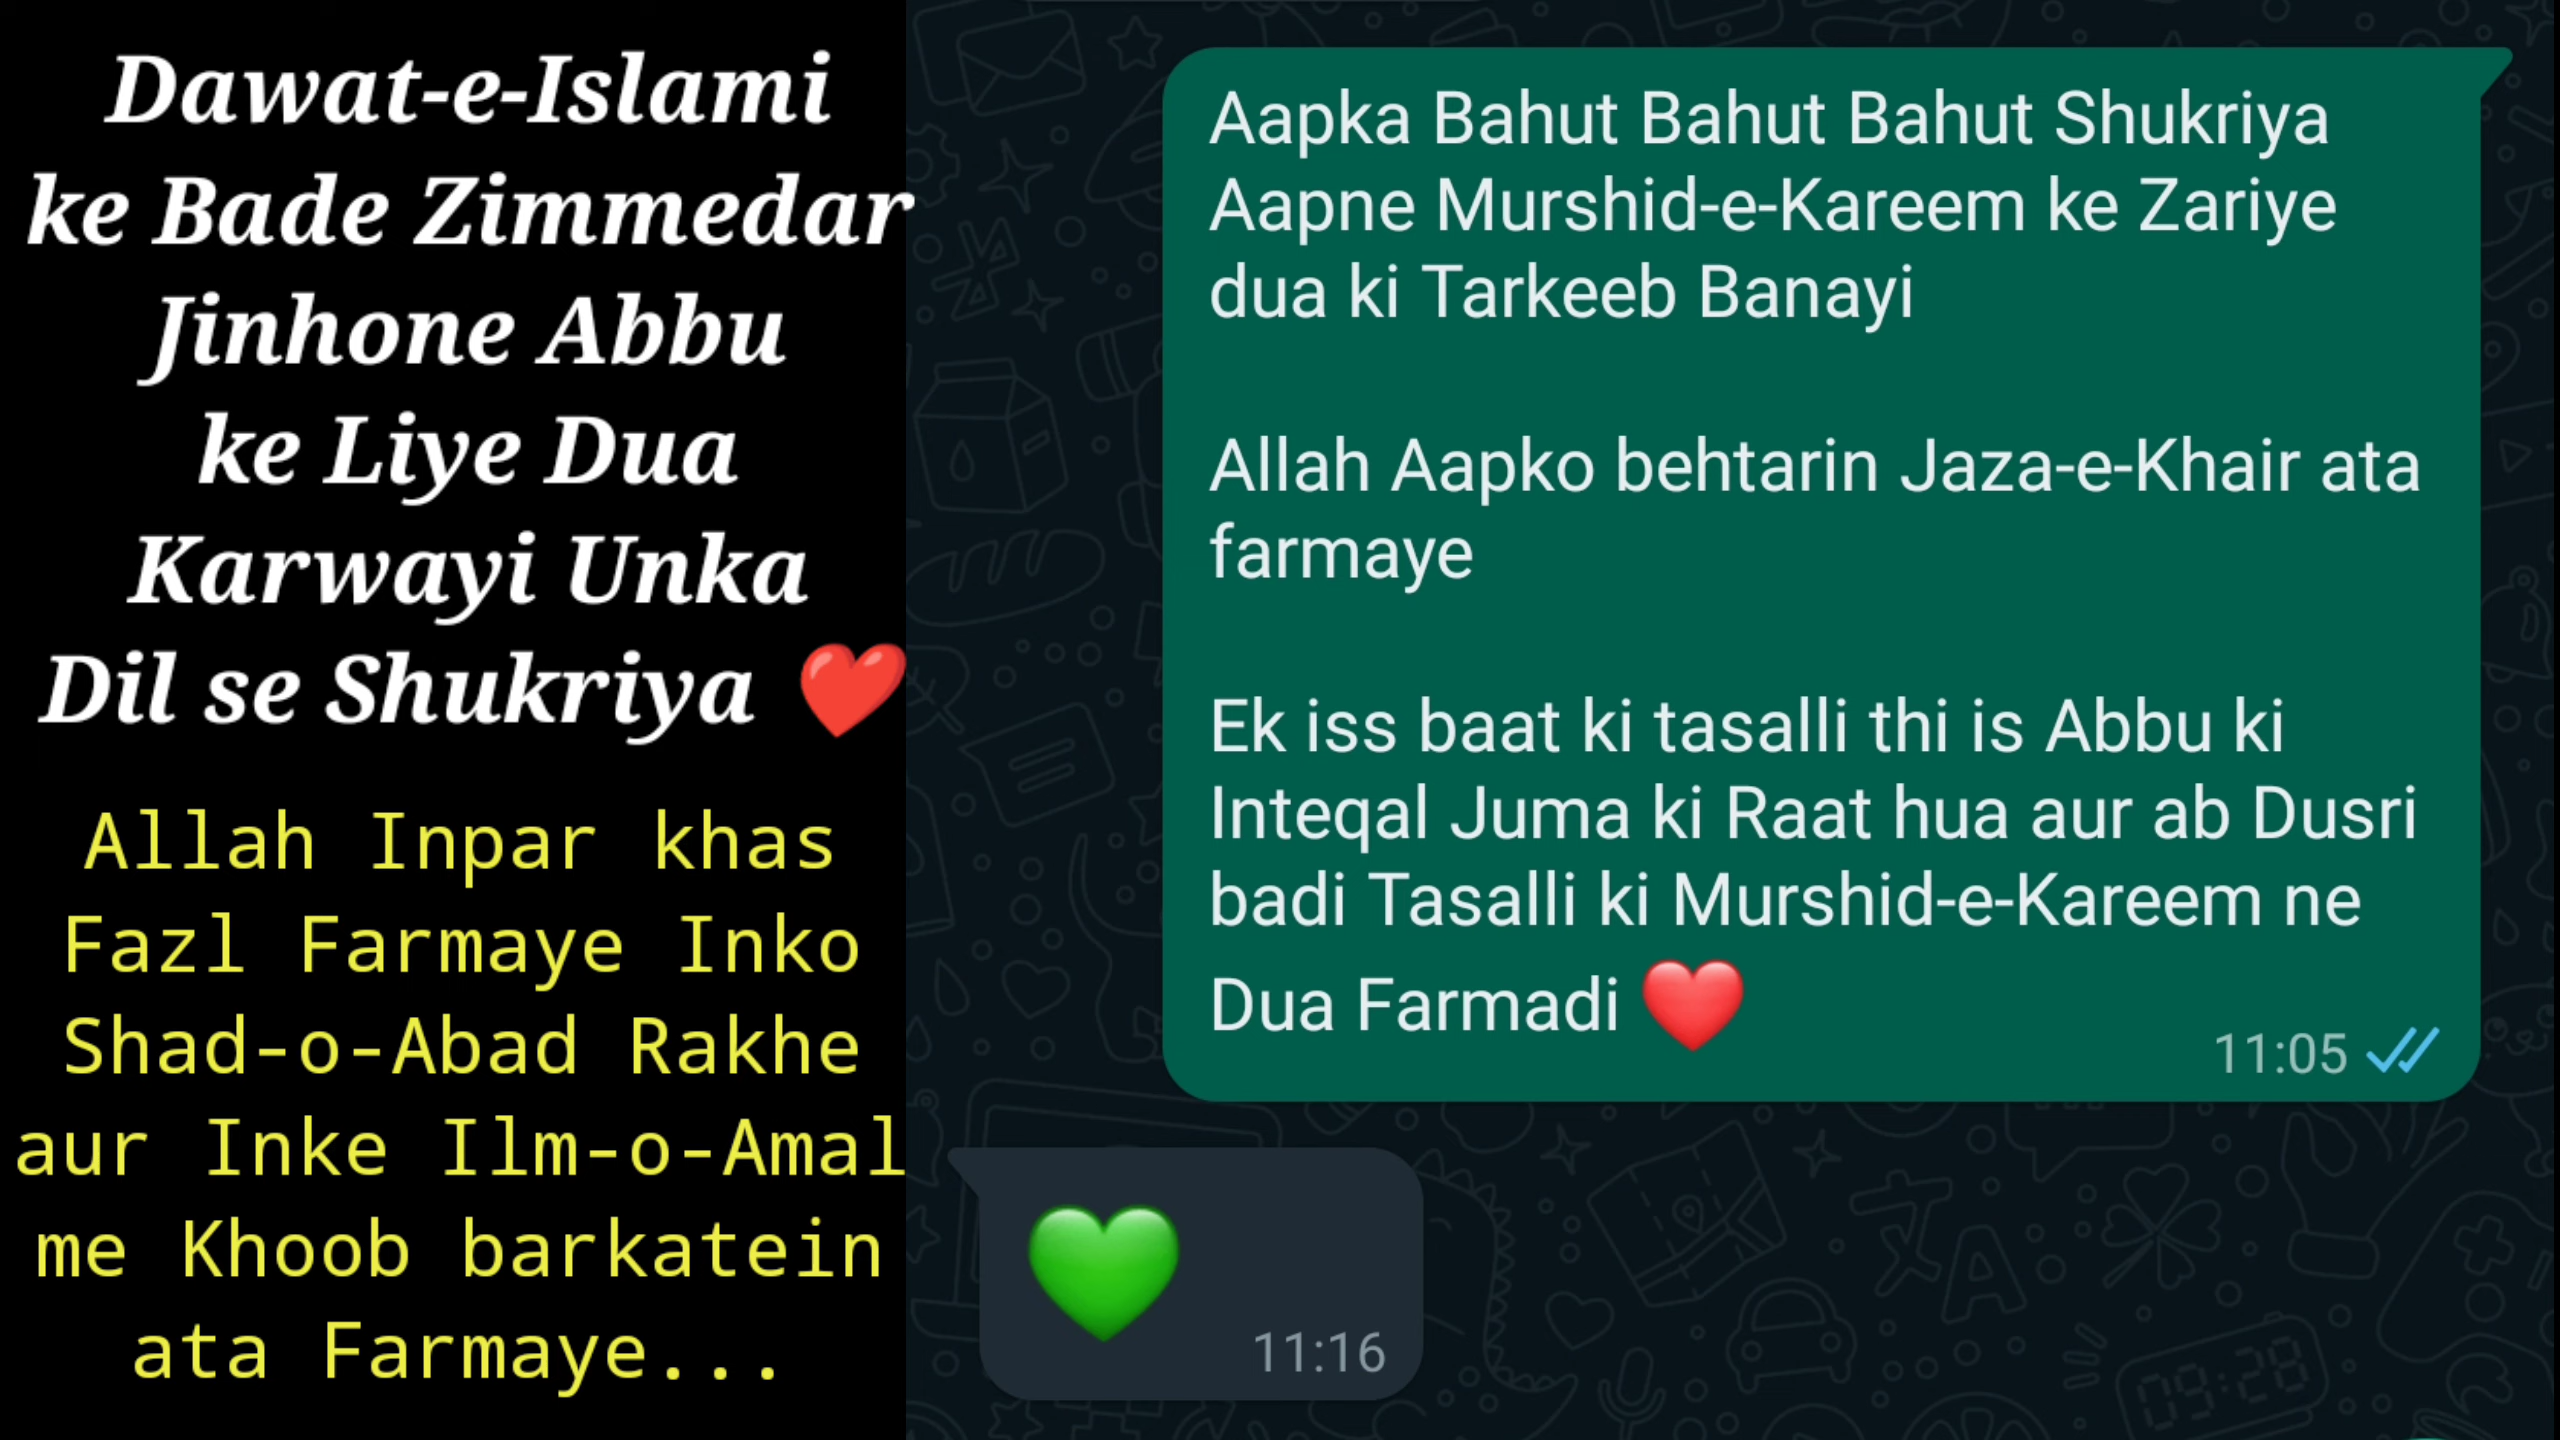 Dawat-e-Islami
ke Bade Zimmedar
Jinhone Abbu
ke Liye Dua
Karwayi Unka
Dil se Shukriya ❤️
Allah Inpar khas
Fazl Farmaye Inko
Shad-o-Abad Rakhe
aur Inke Ilm-o-Amal
me Khoob barkatein
ata Farmaye...
Aapka Bahut Bahut Bahut Shukriya
Aapne Murshid-e-Kareem ke Zariye
dua ki Tarkeeb Banayi
Allah Aapko behtarin Jaza-e-Khair ata
farmaye
Ek iss baat ki tasalli thi is Abbu ki
Inteqal Juma ki Raat hua aur ab Dusri
badi Tasalli ki Murshid-e-Kareem ne
Dua Farmadi ❤️
11:05
💚
11:16